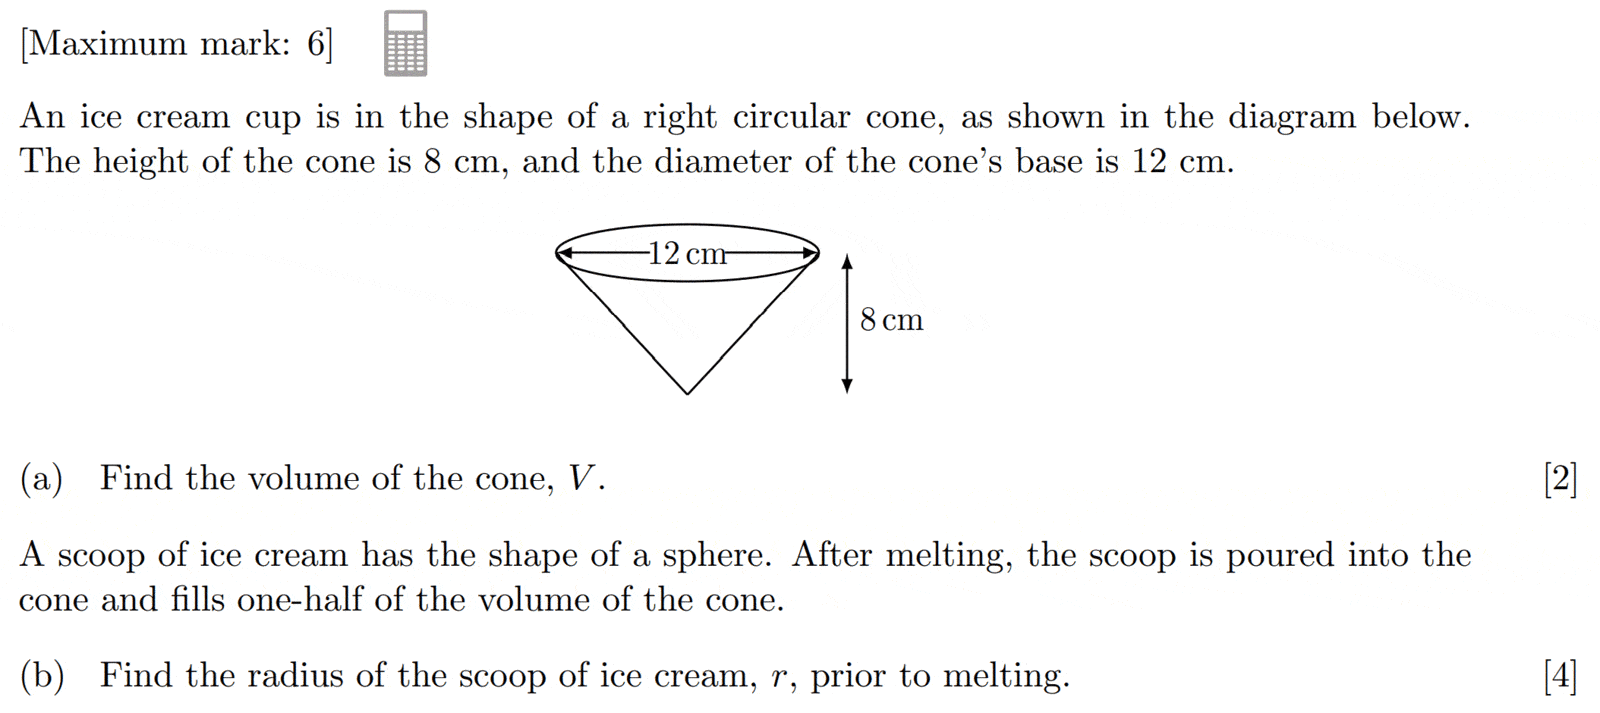 [Maximum mark: 6]
An ice cream cup is in the shape of a right circular cone, as shown in the diagram below.
The height of the cone is 8 cm, and the diameter of the cone's base is 12 cm.
12 cm
8 cm
(a) Find the volume of the cone, V. [2]
A scoop of ice cream has the shape of a sphere. After melting, the scoop is poured into the
cone and fills one-half of the volume of the cone.
(b) Find the radius of the scoop of ice cream, r, prior to melting. [4]